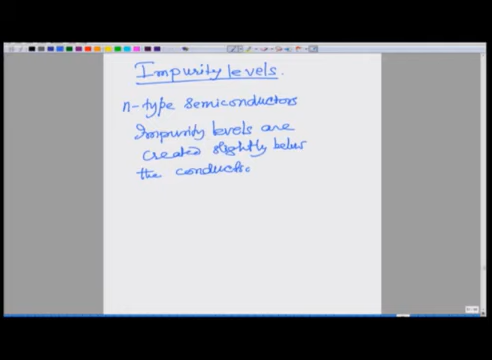 Impurity levels.
n-type semiconductors
Impurity levels are
created slightly below
the conductio